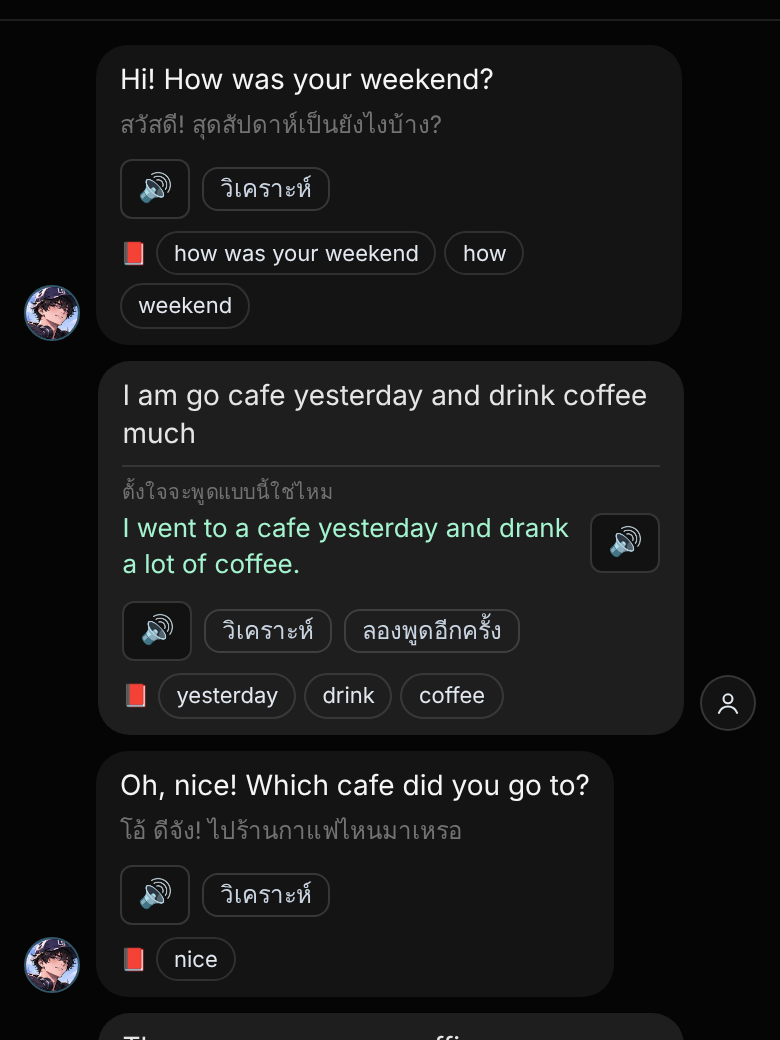 Hi! How was your weekend?
สวัสดี! สุดสัปดาห์เป็นยังไงบ้าง?
วิเคราะห์
how was your weekend
how
weekend
I am go cafe yesterday and drink coffee
much
ตั้งใจจะพูดแบบนี้ใช่ไหม
I went to a cafe yesterday and drank
a lot of coffee.
วิเคราะห์
ลองพูดอีกครั้ง
yesterday
drink
coffee
Oh, nice! Which cafe did you go to?
โอ้ ดีจัง! ไปร้านกาแฟไหนมาเหรอ
วิเคราะห์
nice